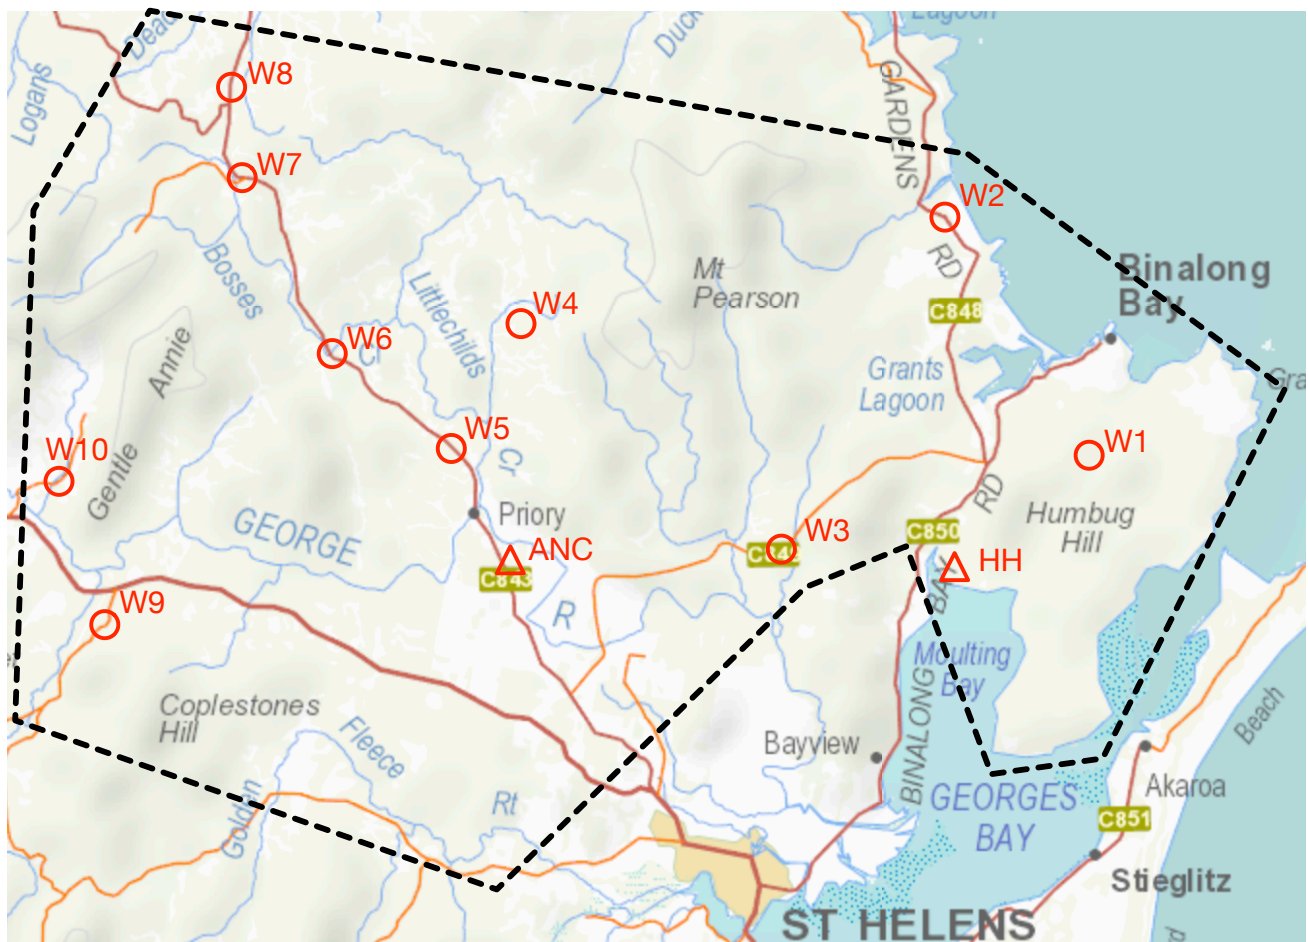 Lagoon
Dead
Duck
Logans
W8
GARDENS
W7
W2
RD
Binalong
Bay
Mt
Pearson
Bosses
Littlechilds
W4
C848
W6
Cr
Annie
Grants
Lagoon
Gra
W10
W5
W1
Gentle
Cr
RD
Priory
GEORGE
C850
Humbug
Hill
W3
ANC
HH
C843
BAY
R
W9
Moulting
Bay
Coplestones
Hill
Fleece
Bayview
BINALONG
Beach
Akaroa
Golden
Rt
GEORGES
BAY
C851
Stieglitz
ST HELENS